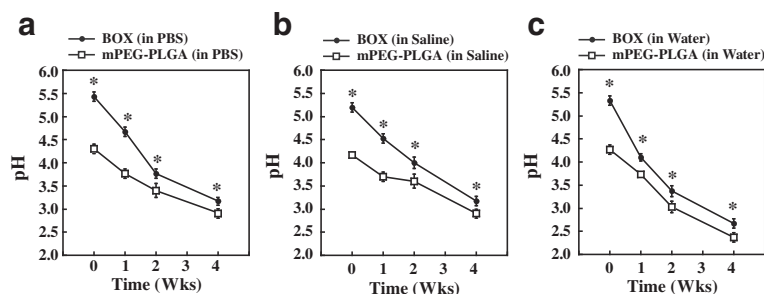 a
BOX (in PBS)
mPEG-PLGA (in PBS)
6.0
*
5.5
*
5.0
4.5
*
4.0
*
3.5
3.0
2.5
2.0
pH
0 1 2 4
Time (Wks)
b
BOX (in Saline)
mPEG-PLGA (in Saline)
6.0
*
5.5
*
5.0
4.5
*
4.0
*
3.5
3.0
2.5
2.0
pH
0 1 2 4
Time (Wks)
c
BOX (in Water)
mPEG-PLGA (in Water)
6.0
*
5.5
5.0
*
4.5
4.0
*
3.5
*
3.0
2.5
2.0
pH
0 1 2 4
Time (Wks)